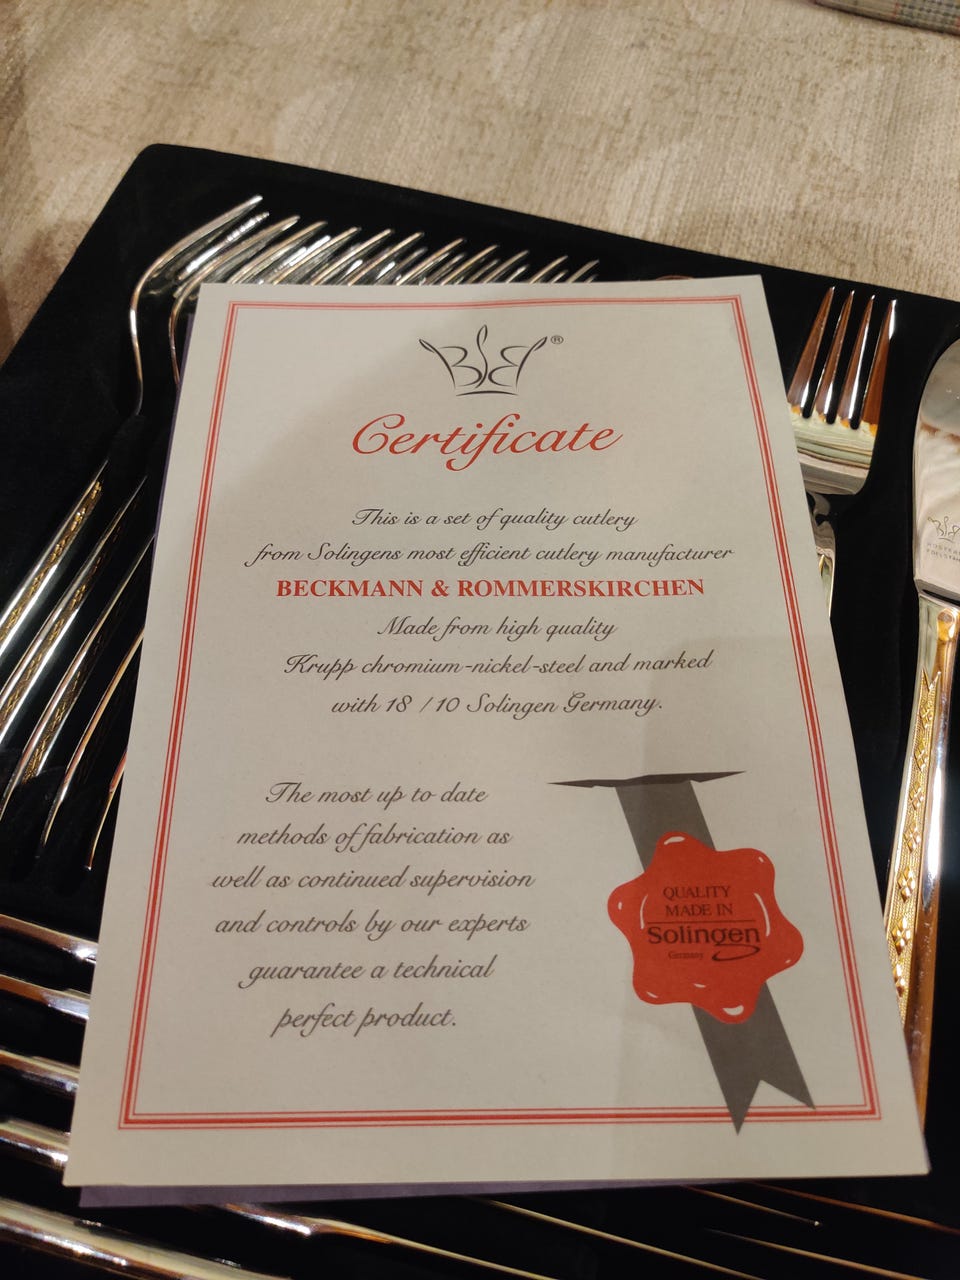 BSB®
Certificate
This is a set of quality cutlery
from Solingens most efficient cutlery manufacturer
BECKMANN & ROMMERSKIRCHEN
Made from high quality
Krupp chromium-nickel-steel and marked
with 18 / 10 Solingen Germany.
The most up to date
methods of fabrication as
well as continued supervision
and controls by our experts
guarantee a technical
perfect product.
QUALITY
MADE IN
Solingen
Germany